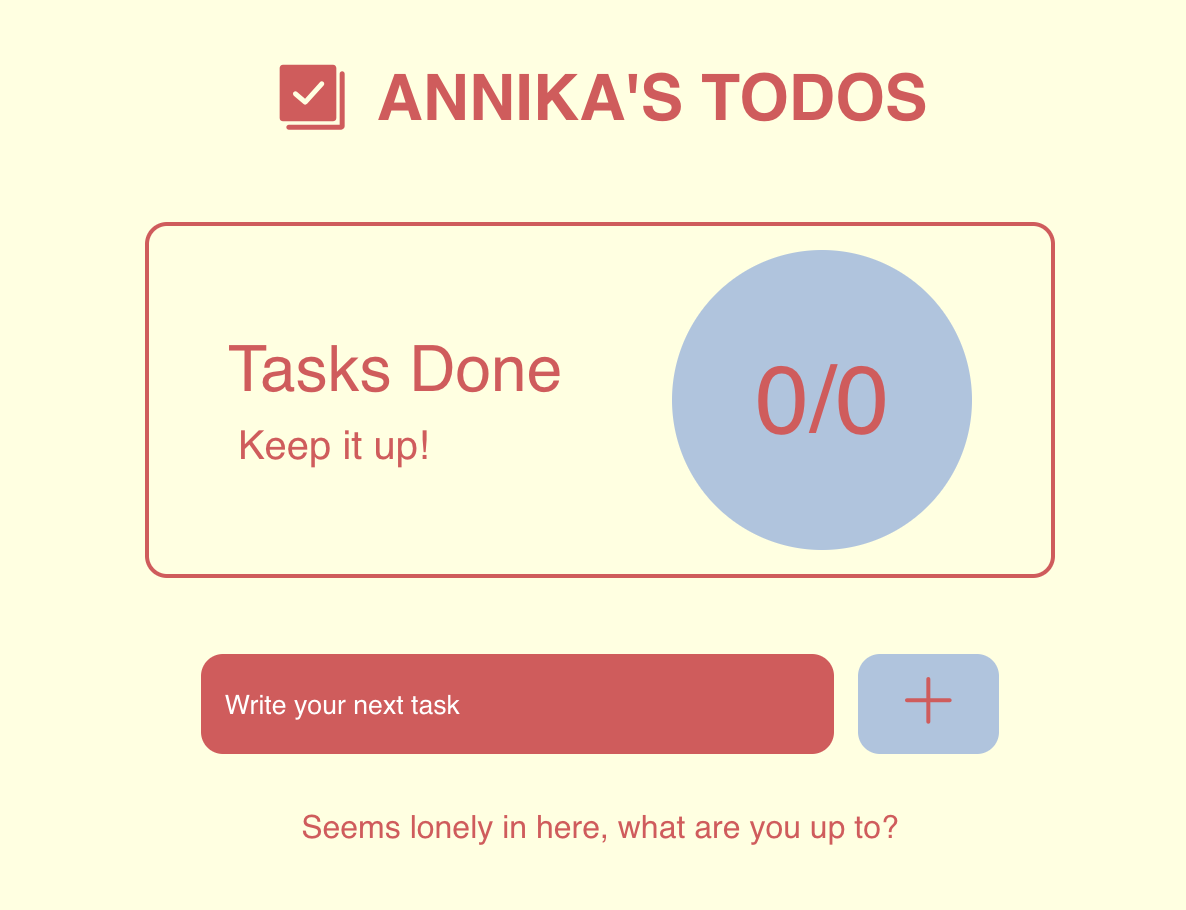 ANNIKA'S TODOS
Tasks Done
Keep it up!
0/0
Write your next task
Seems lonely in here, what are you up to?